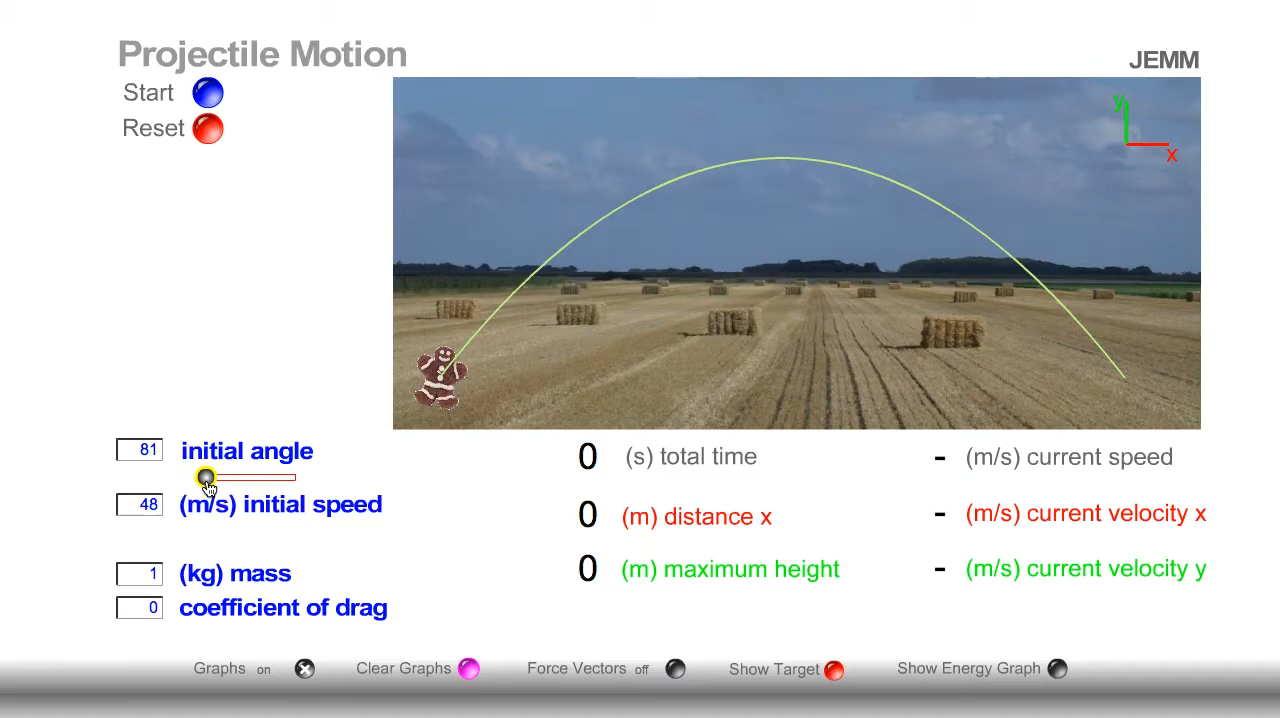 Projectile Motion
JEMM
Start
Reset
y
x
81 initial angle
48 (m/s) initial speed
1 (kg) mass
0 coefficient of drag
0 (s) total time
0 (m) distance x
0 (m) maximum height
- (m/s) current speed
- (m/s) current velocity x
- (m/s) current velocity y
Graphs on
Clear Graphs
Force Vectors off
Show Target
Show Energy Graph